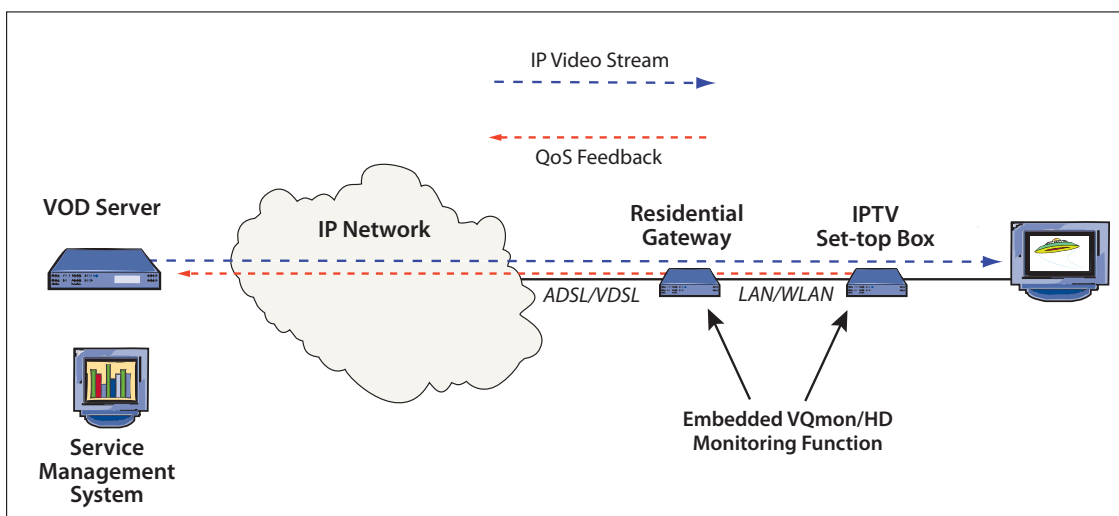 IP Video Stream
QoS Feedback
VOD Server
IP Network
Residential
Gateway
IPTV
Set-top Box
ADSL/VDSL
LAN/WLAN
Embedded VQmon/HD
Monitoring Function
Service
Management
System